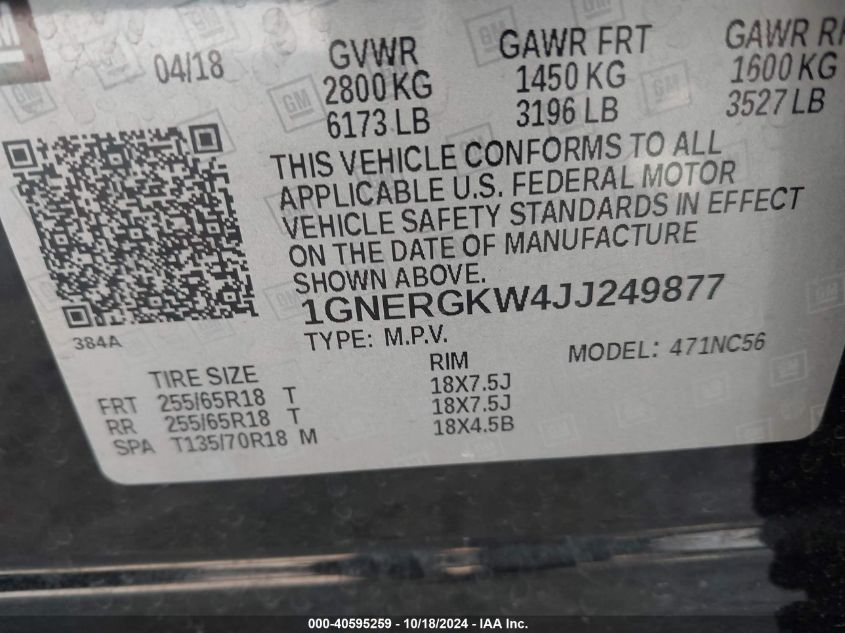 GM
04/18
GVWR GAWR FRT GAWR
2800 KG 1450 KG 1600 KG
6173 LB 3196 LB 3527 LB
THIS VEHICLE CONFORMS TO ALL
APPLICABLE U.S. FEDERAL MOTOR
VEHICLE SAFETY STANDARDS IN EFFECT
ON THE DATE OF MANUFACTURE
SHOWN ABOVE.
1GNERGKW4JJ249877
384A
TYPE: M.P.V. MODEL: 471NC56
TIRE SIZE RIM
FRT 255/65R18 T 18X7.5J
RR 255/65R18 T 18X7.5J
SPA T135/70R18 M 18X4.5B
000-40595259 - 10/18/2024 - IAA Inc.